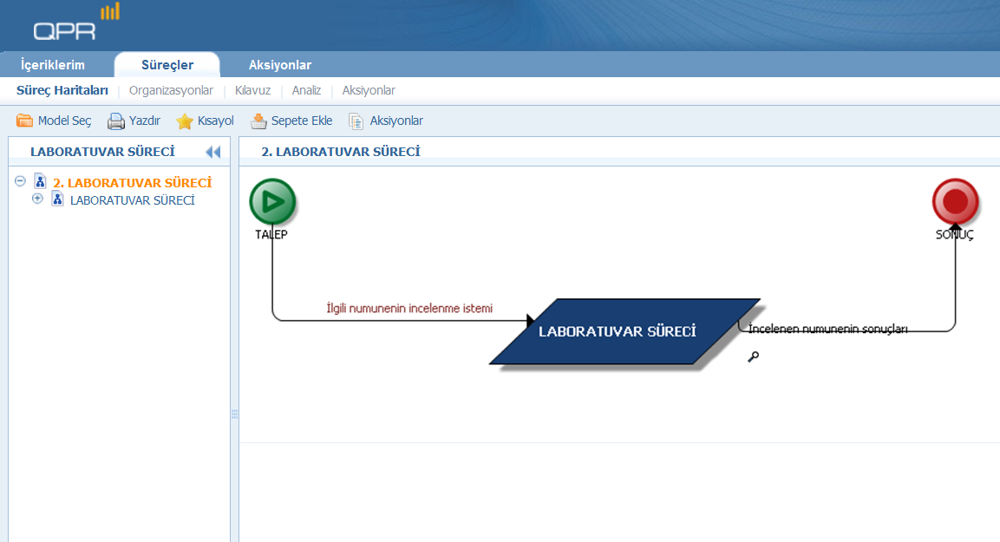 QPR
İçeriklerim Süreçler Aksiyonlar
Süreç Haritaları Organizasyonlar Kılavuz Analiz Aksiyonlar
Model Seç Yazdır Kısayol Sepete Ekle Aksiyonlar
LABORATUVAR SÜRECİ
2. LABORATUVAR SÜRECİ
LABORATUVAR SÜRECİ
2. LABORATUVAR SÜRECİ
TALEP
SONUÇ
İlgili numunenin incelenme istemi
LABORATUVAR SÜRECİ
İncelenen numunenin sonuçları